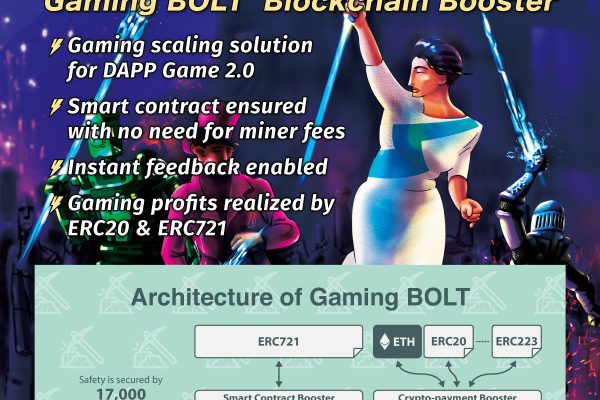 Gaming BOLT Blockchain Booster
Gaming scaling solution
for DAPP Game 2.0
Smart contract ensured
with no need for miner fees
Instant feedback enabled
Gaming profits realized by
ERC20 & ERC721
Architecture of Gaming BOLT
ERC721
ETH
ERC20
ERC223
Safety is secured by
17,000
Smart Contract Booster
Crypto-payment Booster